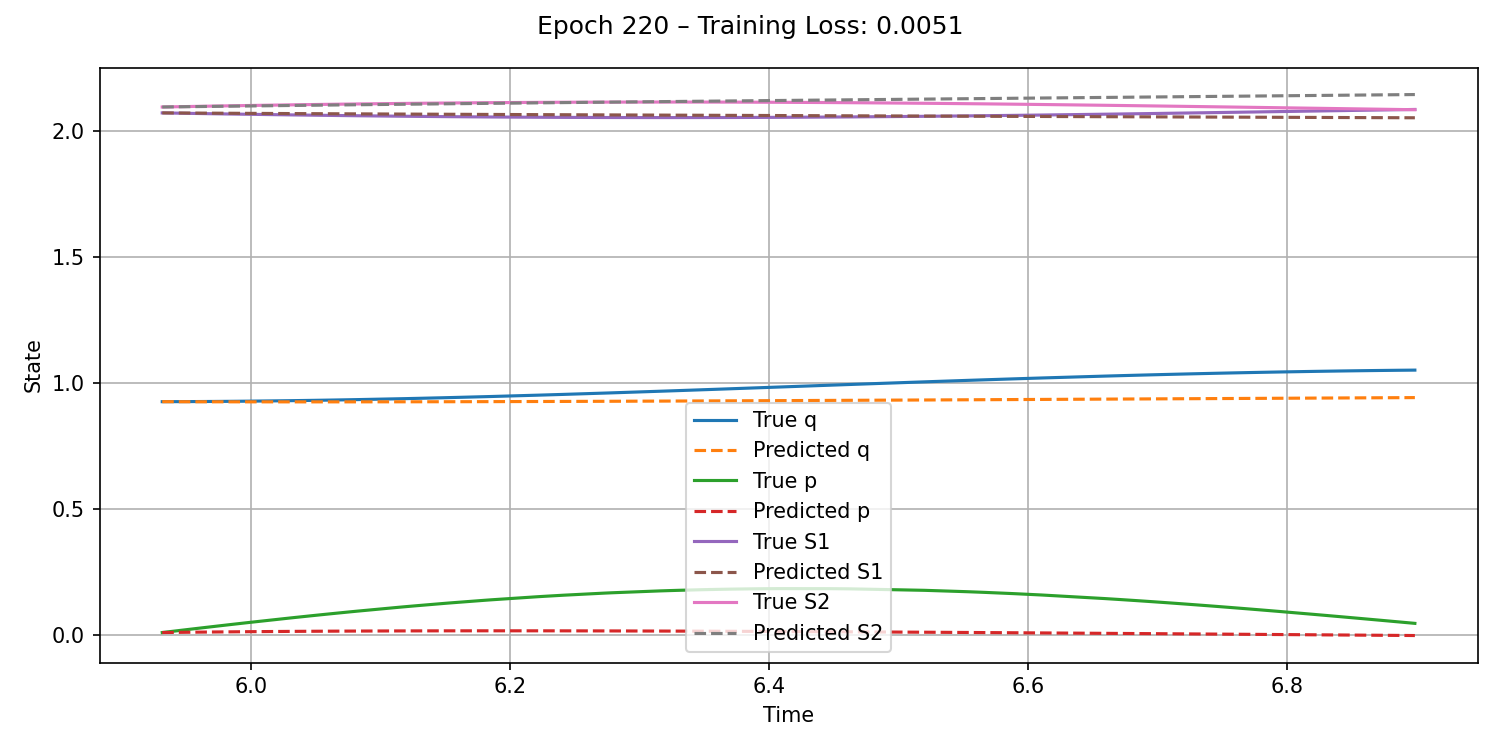 Epoch 220 – Training Loss: 0.0051
State
2.0
1.5
1.0
0.5
0.0
True q
Predicted q
True p
Predicted p
True S1
Predicted S1
True S2
Predicted S2
6.0 6.2 6.4 6.6 6.8
Time